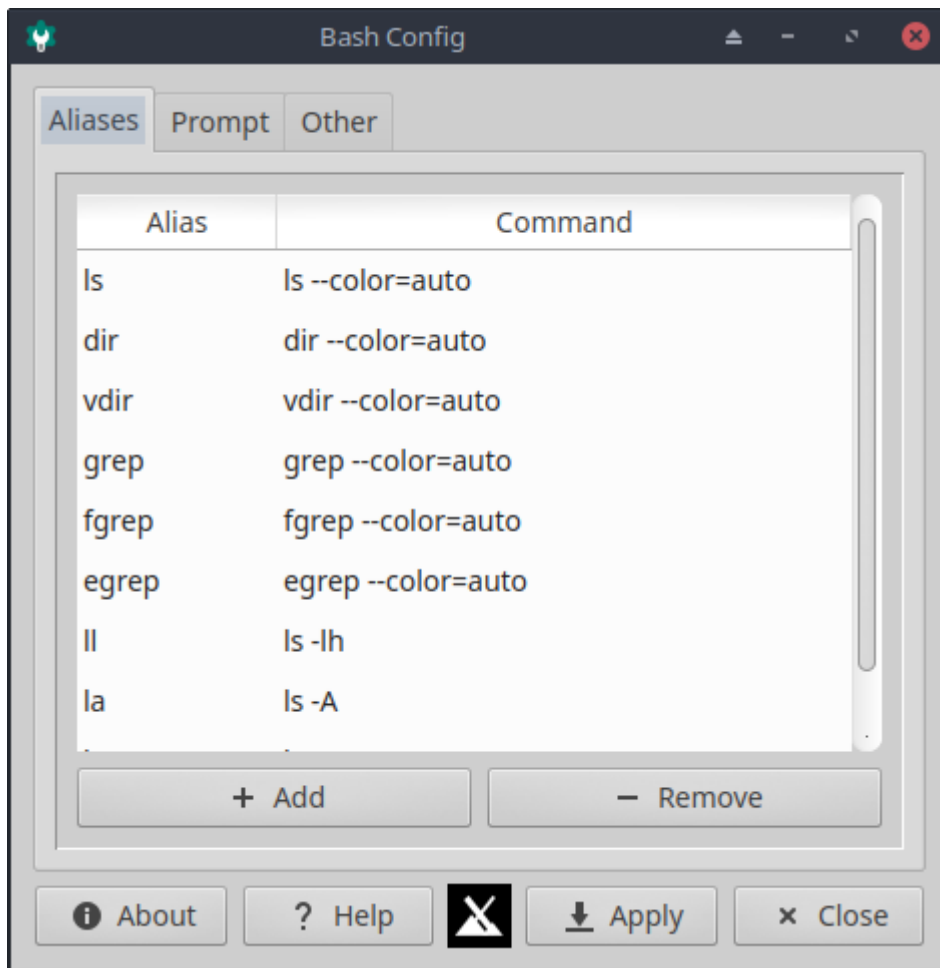 Bash Config
Aliases Prompt Other
Alias Command
ls ls --color=auto
dir dir --color=auto
vdir vdir --color=auto
grep grep --color=auto
fgrep fgrep --color=auto
egrep egrep --color=auto
ll ls -lh
la ls -A
+ Add − Remove
About ? Help Apply × Close